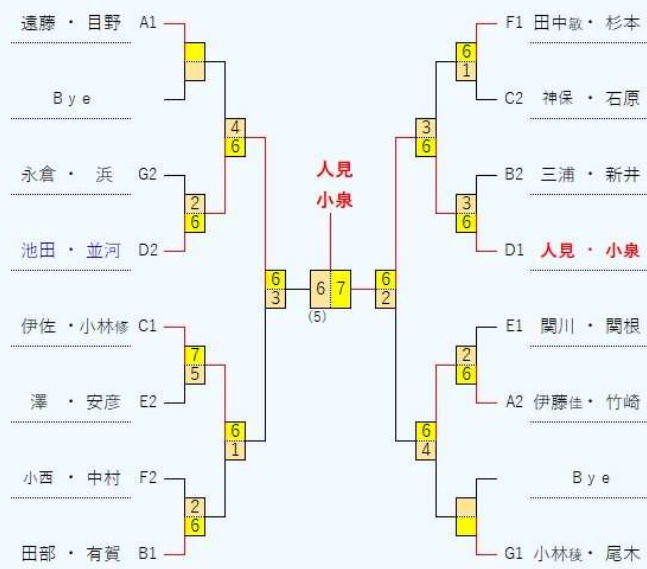 遠藤 ・ 目野 A1
Bye
永倉 ・ 浜 G2
池田 ・ 並河 D2
伊佐 ・小林修 C1
澤 ・ 安彦 E2
小西 ・ 中村 F2
田部 ・ 有賀 B1
4
6
2
6
7
5
6
1
2
6
6
3
人見
小泉
6 7
(5)
6
2
3
6
6
4
6
1
3
6
2
6
F1 田中敏・ 杉本
C2 神保 ・ 石原
B2 三浦 ・ 新井
D1 人見 ・ 小泉
E1 関川 ・ 関根
A2 伊藤佳・ 竹崎
Bye
G1 小林稜・ 尾木